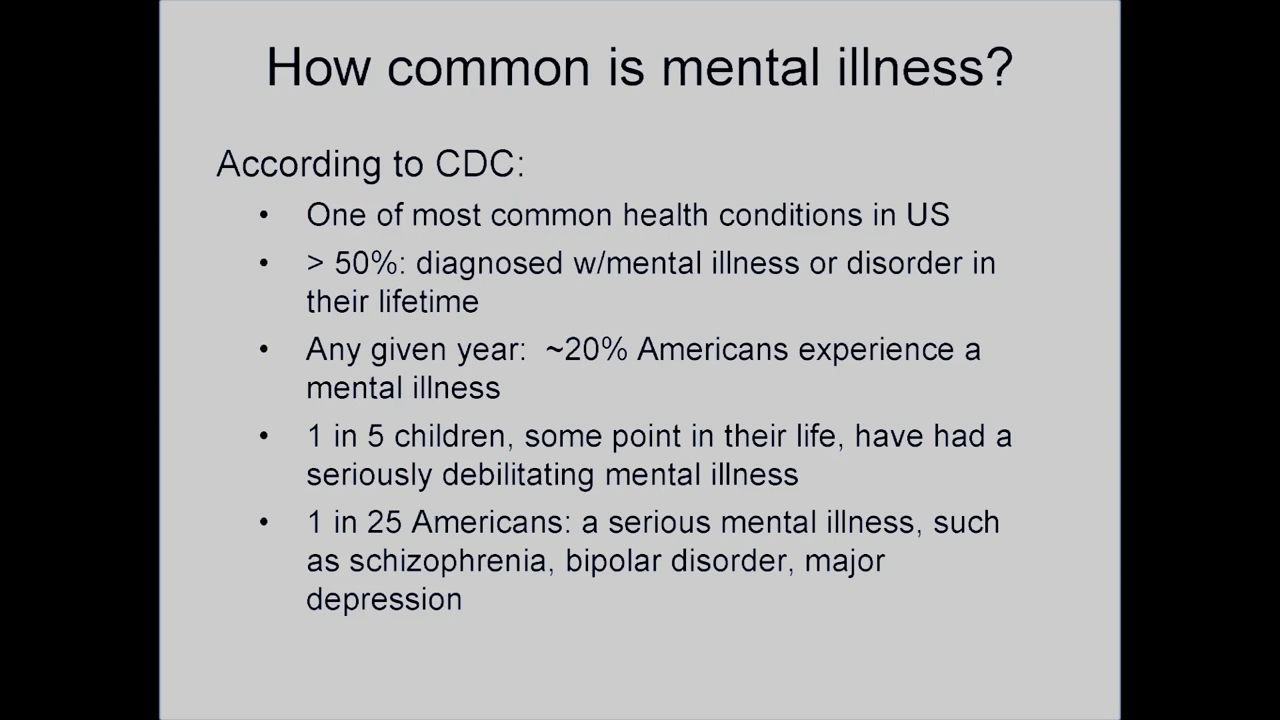 How common is mental illness?
According to CDC:
• One of most common health conditions in US
• > 50%: diagnosed w/mental illness or disorder in
their lifetime
• Any given year:  ~20% Americans experience a
mental illness
• 1 in 5 children, some point in their life, have had a
seriously debilitating mental illness
• 1 in 25 Americans: a serious mental illness, such
as schizophrenia, bipolar disorder, major
depression